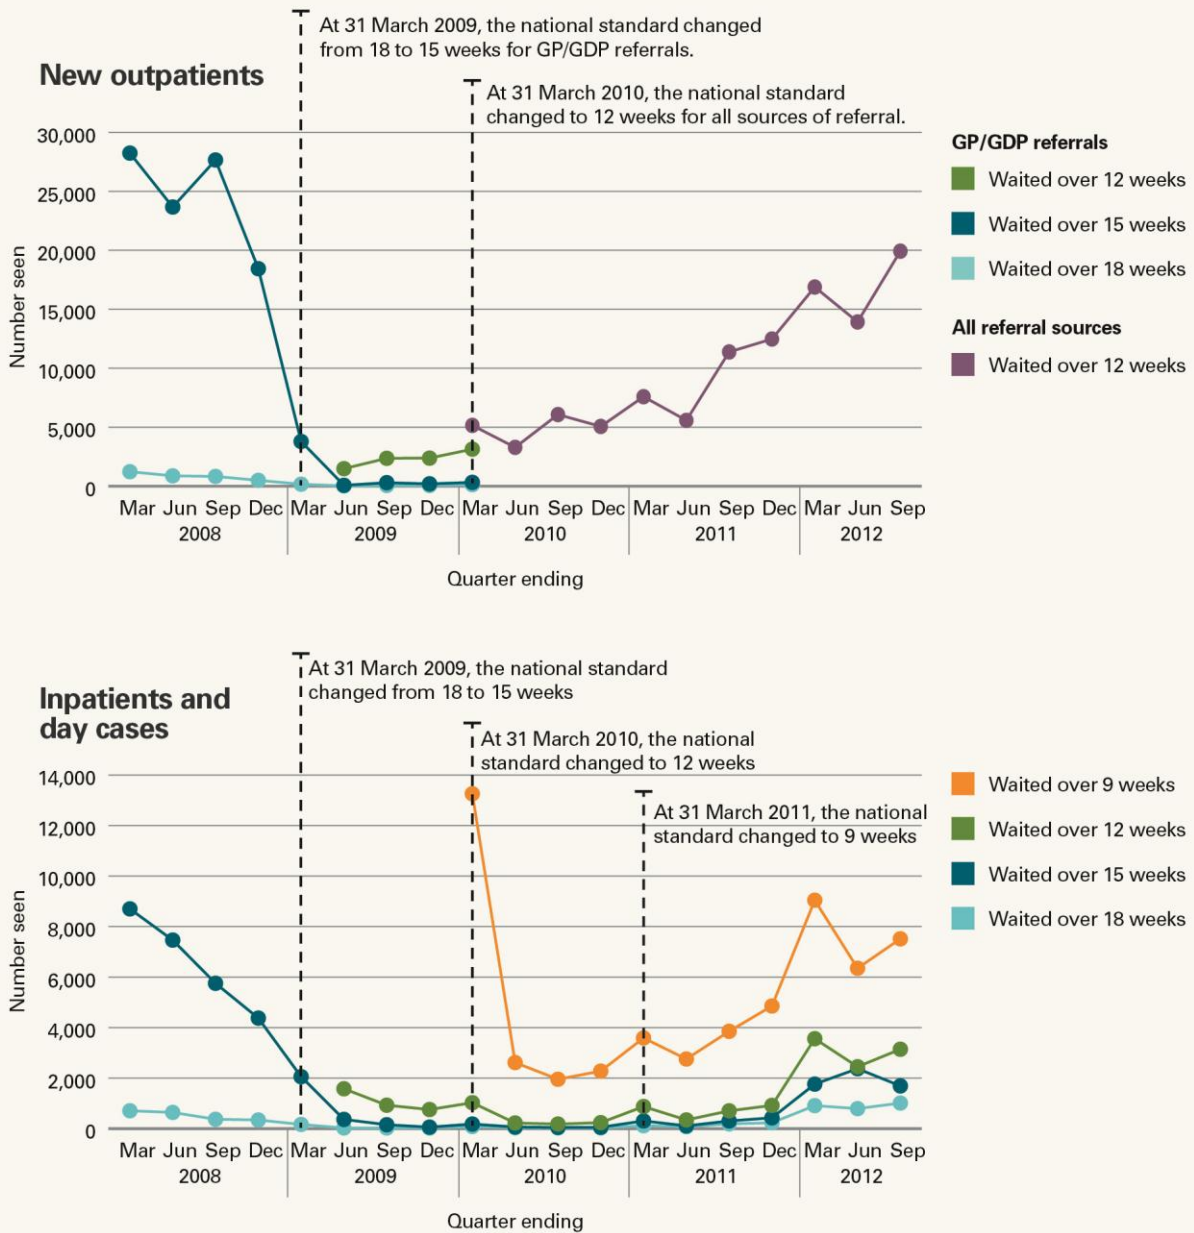 At 31 March 2009, the national standard changed
from 18 to 15 weeks for GP/GDP referrals.
New outpatients
At 31 March 2010, the national standard
changed to 12 weeks for all sources of referral.
30,000
25,000
20,000
15,000
10,000
5,000
0
Number seen
Mar Jun Sep Dec Mar Jun Sep Dec Mar Jun Sep Dec Mar Jun Sep Dec Mar Jun Sep
2008 2009 2010 2011 2012
Quarter ending
GP/GDP referrals
Waited over 12 weeks
Waited over 15 weeks
Waited over 18 weeks
All referral sources
Waited over 12 weeks
At 31 March 2009, the national standard
changed from 18 to 15 weeks
Inpatients and
day cases
At 31 March 2010, the national
standard changed to 12 weeks
At 31 March 2011, the national
standard changed to 9 weeks
14,000
12,000
10,000
8,000
6,000
4,000
2,000
0
Number seen
Mar Jun Sep Dec Mar Jun Sep Dec Mar Jun Sep Dec Mar Jun Sep Dec Mar Jun Sep
2008 2009 2010 2011 2012
Quarter ending
Waited over 9 weeks
Waited over 12 weeks
Waited over 15 weeks
Waited over 18 weeks